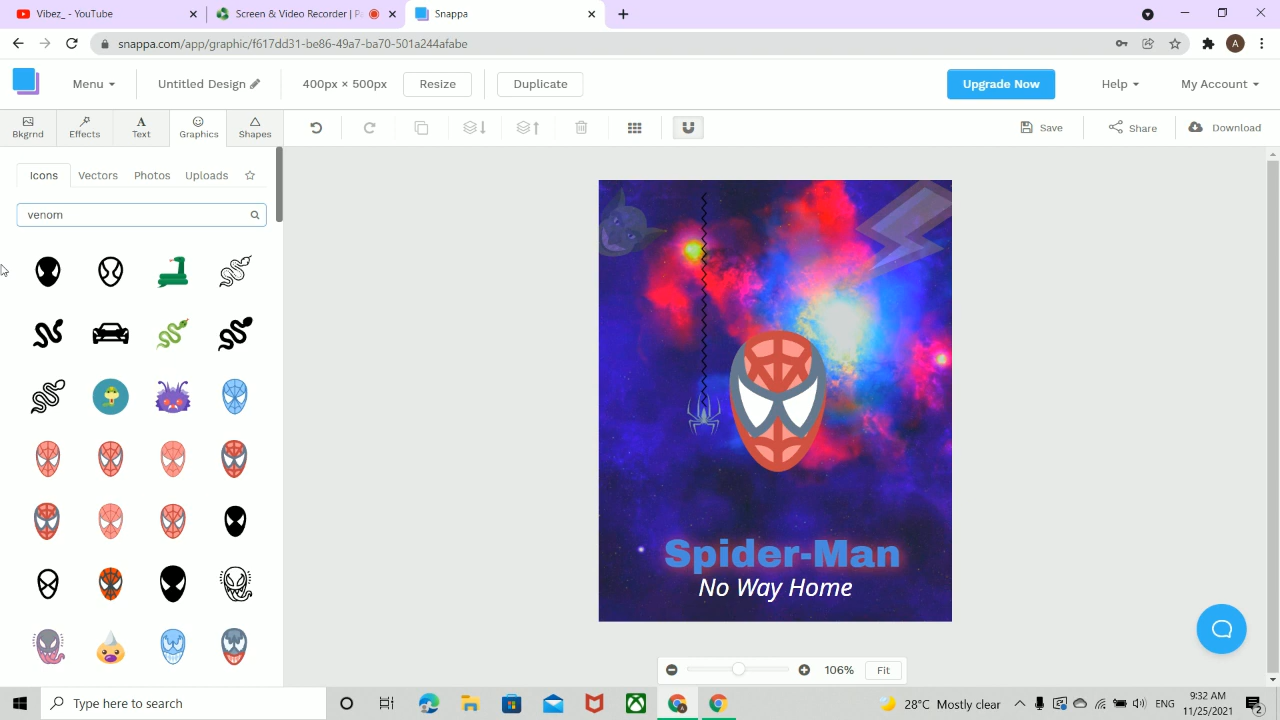 Vibez_ - YouTube
Screen & Video Recorder | P
Snappa
snappa.com/app/graphic/f617dd31-be86-49a7-ba70-501a244afabe
A
Menu
Untitled Design
400px × 500px
Resize
Duplicate
Upgrade Now
Help
My Account
Bkgrnd
Effects
Text
Graphics
Shapes
Save
Share
Download
Icons
Vectors
Photos
Uploads
venom
Spider-Man
No Way Home
106%
Fit
Type here to search
28°C Mostly clear
ENG
9:32 AM
11/25/2021
2